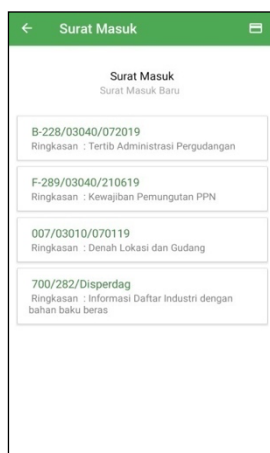 Surat Masuk
Surat Masuk
Surat Masuk Baru
B-228/03040/072019
Ringkasan : Tertib Administrasi Pergudangan
F-289/03040/210619
Ringkasan : Kewajiban Pemungutan PPN
007/03010/070119
Ringkasan : Denah Lokasi dan Gudang
700/282/Disperdag
Ringkasan : Informasi Daftar Industri dengan
bahan baku beras